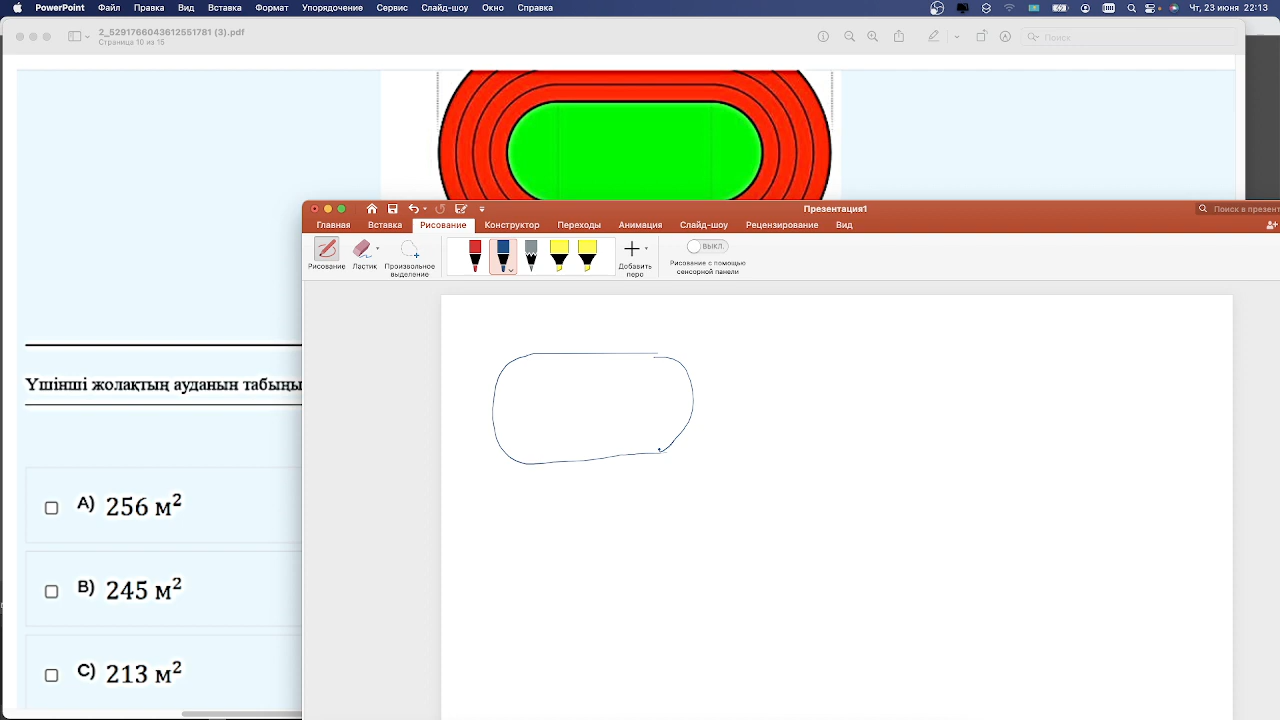 PowerPoint Файл Правка Вид Вставка Формат Упорядочение Сервис Слайд-шоу Окно Справка Чт, 23 июня 22:13
2_5291766043612551781 (3).pdf
Страница 10 из 15
Поиск
Презентация1
Поиск в презент
Главная Вставка Рисование Конструктор Переходы Анимация Слайд-шоу Рецензирование Вид
ВЫКЛ.
Рисование Ластик Произвольное выделение Добавить перо Рисование с помощью сенсорной панели
Үшінші жолақтың ауданын табыңы
A) 256 м²
B) 245 м²
C) 213 м²